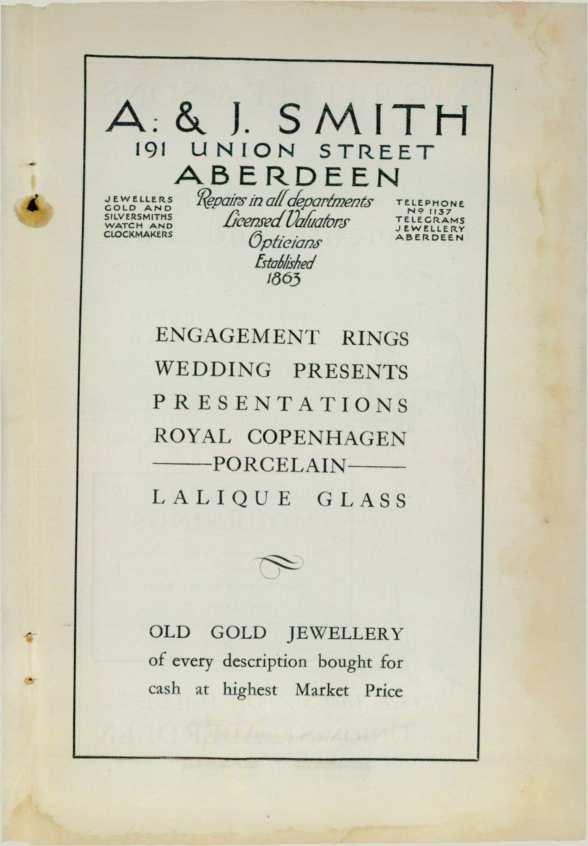 A. & J. SMITH
191 UNION STREET
ABERDEEN
JEWELLERS
GOLD AND
SILVERSMITHS
WATCH AND
CLOCKMAKERS
Repairs in all departments
Licensed Valuators
Opticians
Established
1863
TELEPHONE
Nº 1137
TELEGRAMS
JEWELLERY
ABERDEEN
ENGAGEMENT RINGS
WEDDING PRESENTS
PRESENTATIONS
ROYAL COPENHAGEN
PORCELAIN
LALIQUE GLASS
OLD GOLD JEWELLERY
of every description bought for
cash at highest Market Price